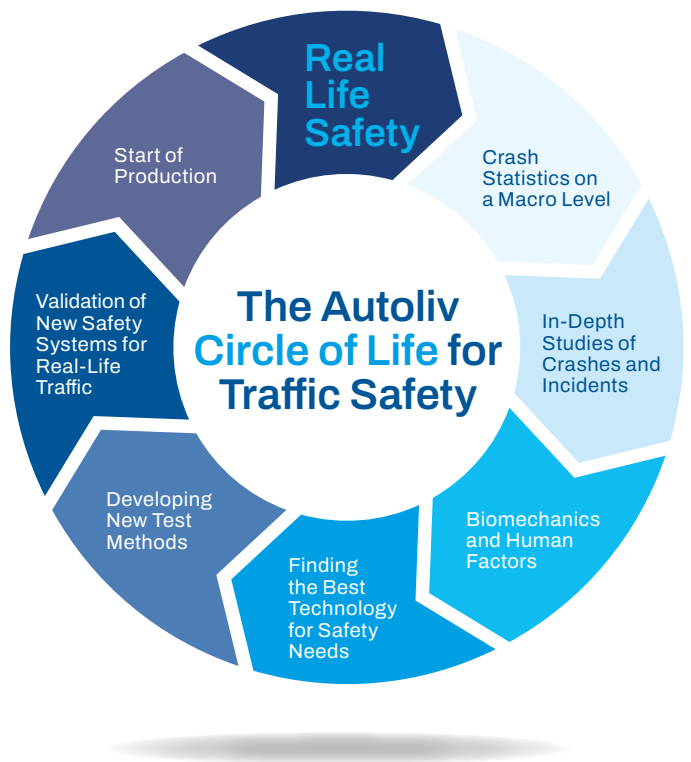 Real
Life
Safety
Crash
Statistics on
a Macro Level
In-Depth
Studies of
Crashes and
Incidents
Biomechanics
and Human
Factors
Finding
the Best
Technology
for Safety
Needs
Developing
New Test
Methods
Validation of
New Safety
Systems for
Real-Life
Traffic
Start of
Production
The Autoliv
Circle of Life for
Traffic Safety